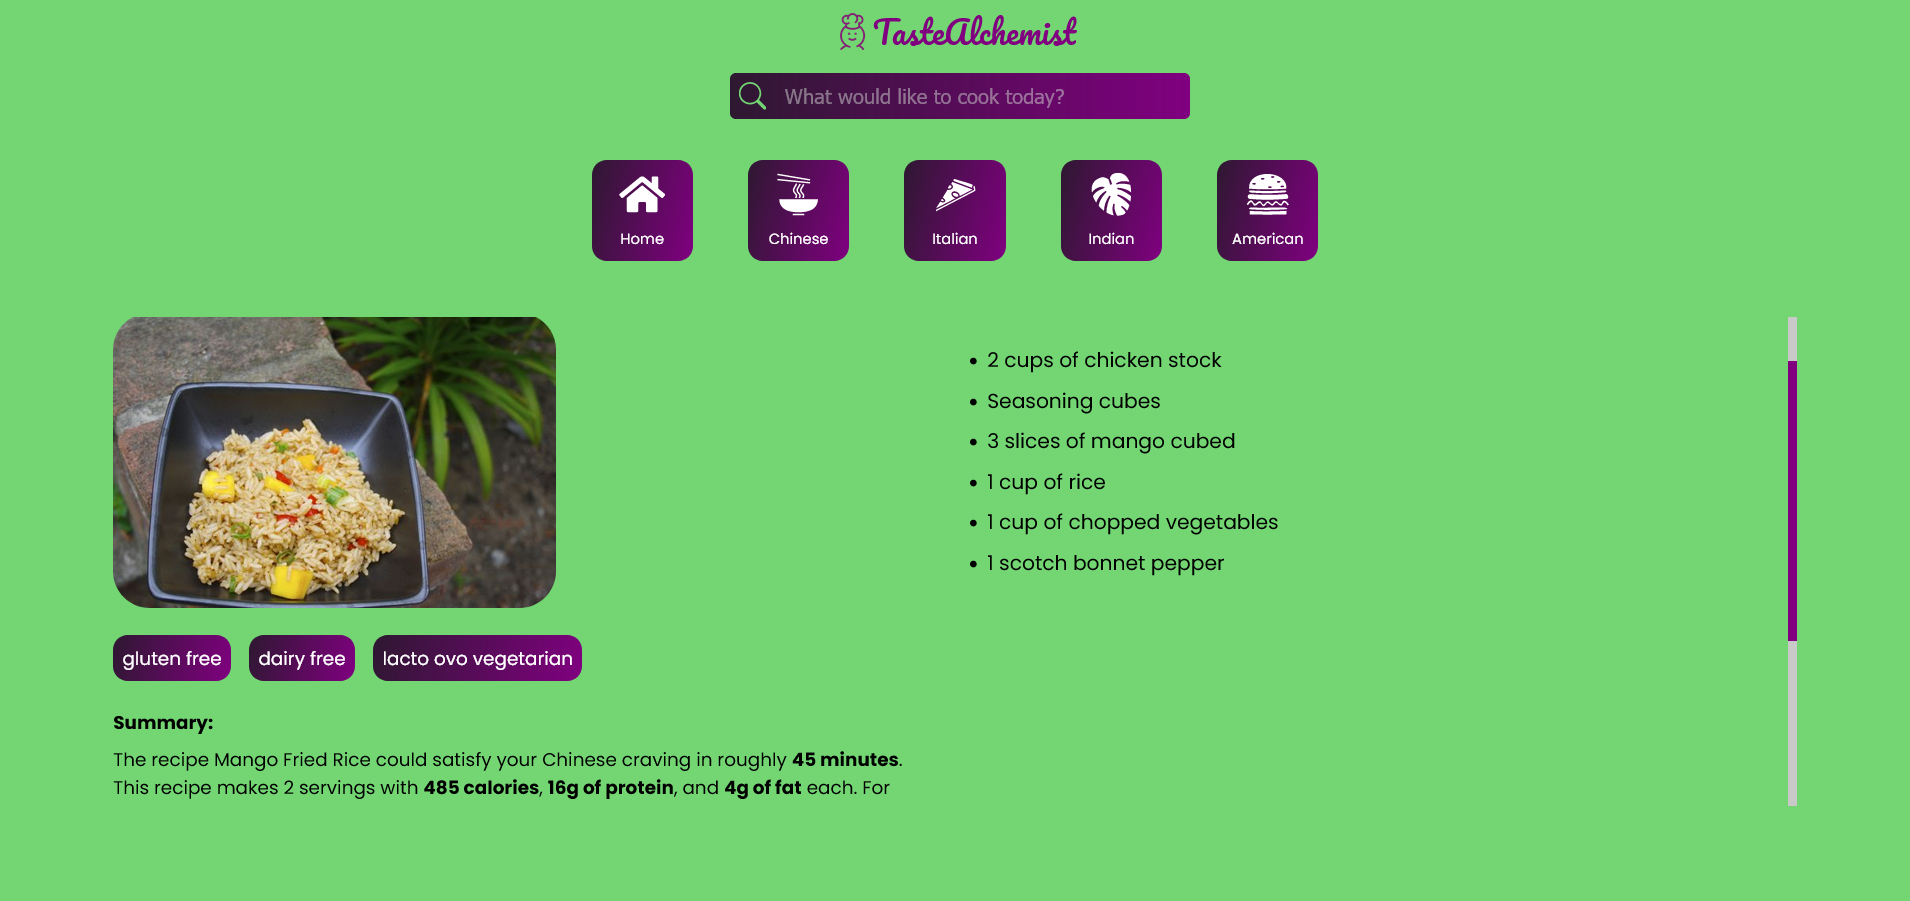 TasteAlchemist
What would like to cook today?
Home
Chinese
Italian
Indian
American
2 cups of chicken stock
Seasoning cubes
3 slices of mango cubed
1 cup of rice
1 cup of chopped vegetables
1 scotch bonnet pepper
gluten free
dairy free
lacto ovo vegetarian
Summary:
The recipe Mango Fried Rice could satisfy your Chinese craving in roughly 45 minutes.
This recipe makes 2 servings with 485 calories, 16g of protein, and 4g of fat each. For